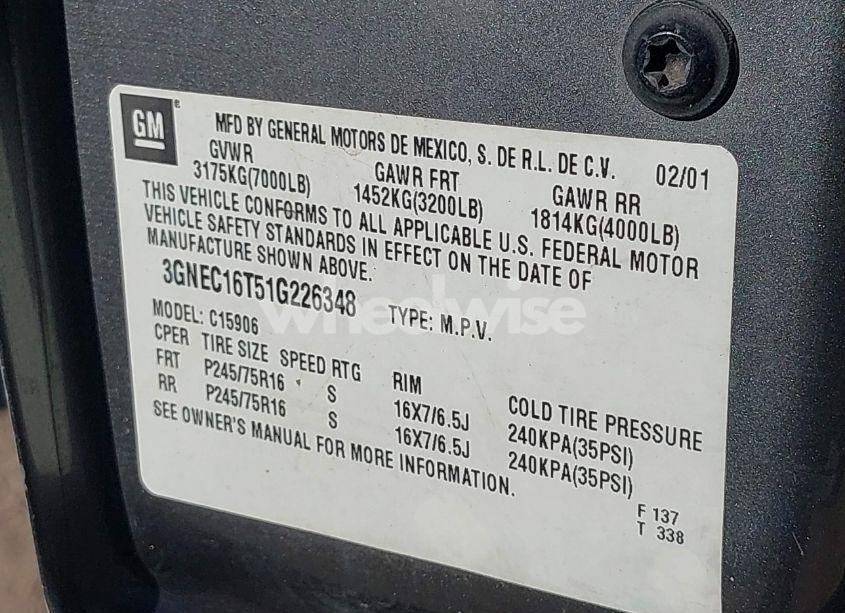 GM ®
MFD BY GENERAL MOTORS DE MEXICO, S. DE R.L. DE C.V. 02/01
GVWR GAWR FRT GAWR RR
3175KG(7000LB) 1452KG(3200LB) 1814KG(4000LB)
THIS VEHICLE CONFORMS TO ALL APPLICABLE U.S. FEDERAL MOTOR
VEHICLE SAFETY STANDARDS IN EFFECT ON THE DATE OF
MANUFACTURE SHOWN ABOVE.
3GNEC16T51G226348 TYPE: M.P.V.
wheelwise
MODEL: C15906
CPER TIRE SIZE SPEED RTG RIM COLD TIRE PRESSURE
FRT P245/75R16 S 16X7/6.5J 240KPA(35PSI)
RR P245/75R16 S 16X7/6.5J 240KPA(35PSI)
SEE OWNER'S MANUAL FOR MORE INFORMATION.
F 137
T 338